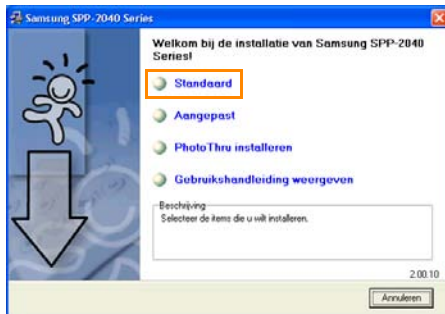 Samsung SPP-2040 Series
Welkom bij de installatie van Samsung SPP-2040
Series!
Standaard
Aangepast
PhotoThru installeren
Gebruikshandleiding weergeven
Beschrijving
Selecteer de items die u wilt installeren.
2.00.10
Annuleren